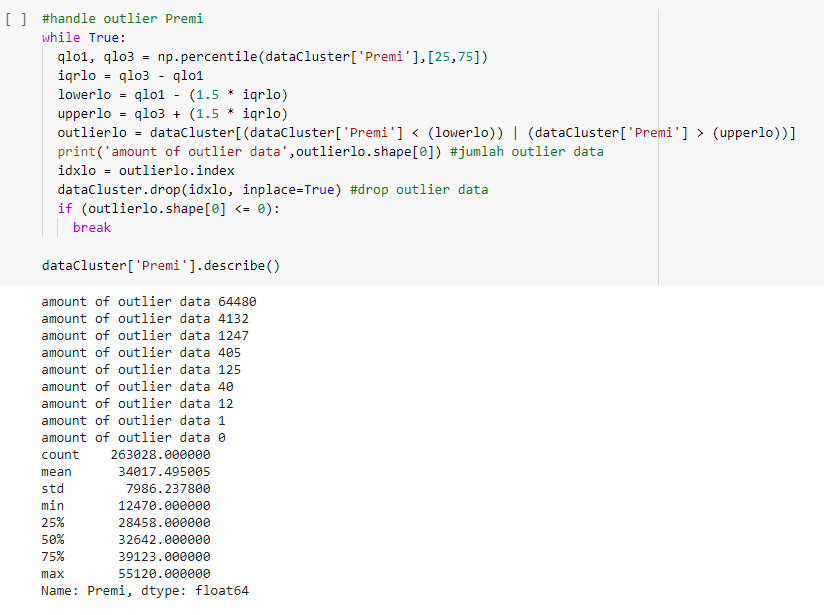 [ ] #handle outlier Premi
while True:
  qlo1, qlo3 = np.percentile(dataCluster['Premi'],[25,75])
  iqrlo = qlo3 - qlo1
  lowerlo = qlo1 - (1.5 * iqrlo)
  upperlo = qlo3 + (1.5 * iqrlo)
  outlierlo = dataCluster[(dataCluster['Premi'] < (lowerlo)) | (dataCluster['Premi'] > (upperlo))]
  print('amount of outlier data',outlierlo.shape[0]) #jumlah outlier data
  idxlo = outlierlo.index
  dataCluster.drop(idxlo, inplace=True) #drop outlier data
  if (outlierlo.shape[0] <= 0):
    break
dataCluster['Premi'].describe()
amount of outlier data 64480
amount of outlier data 4132
amount of outlier data 1247
amount of outlier data 405
amount of outlier data 125
amount of outlier data 40
amount of outlier data 12
amount of outlier data 1
amount of outlier data 0
count    263028.000000
mean      34017.495005
std        7986.237800
min       12470.000000
25%       28458.000000
50%       32642.000000
75%       39123.000000
max       55120.000000
Name: Premi, dtype: float64